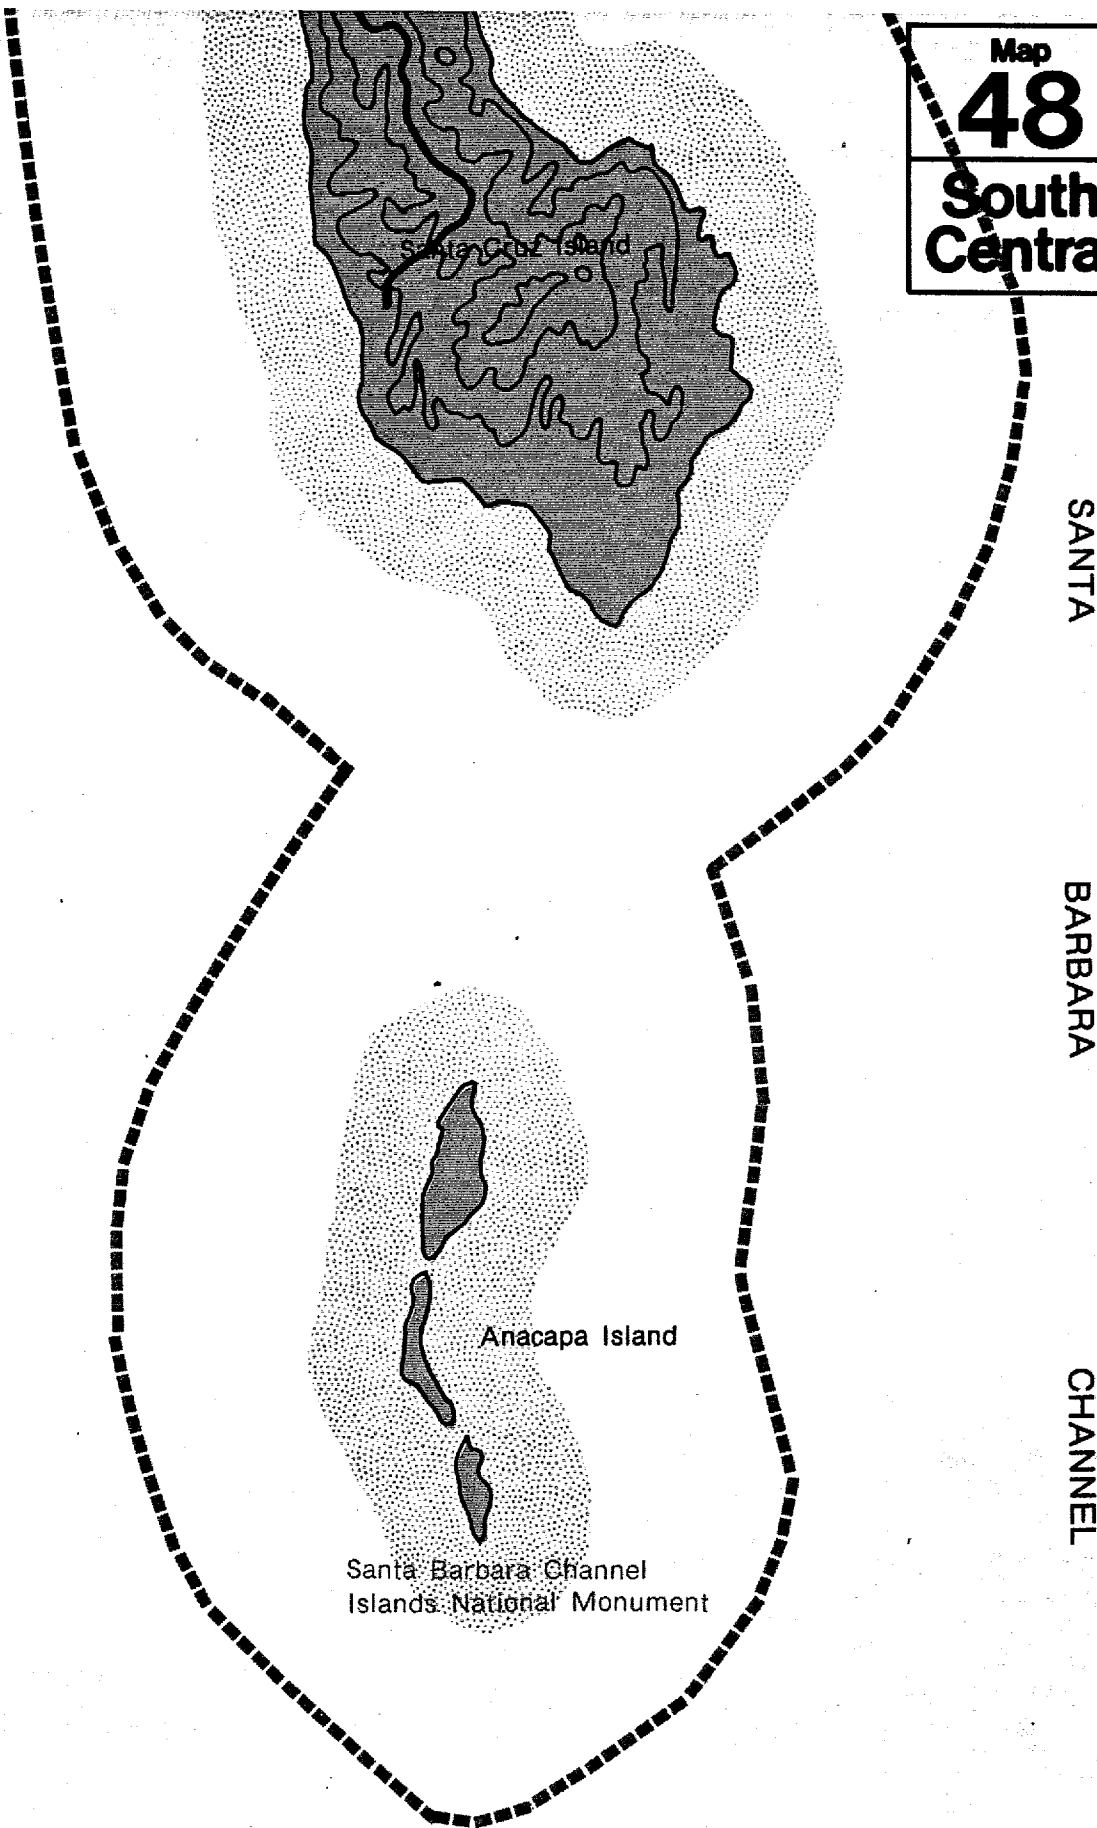 Map
48
South
Centra
Santa Cruz Island
SANTA
BARBARA
Anacapa Island
CHANNEL
Santa Barbara Channel
Islands National Monument